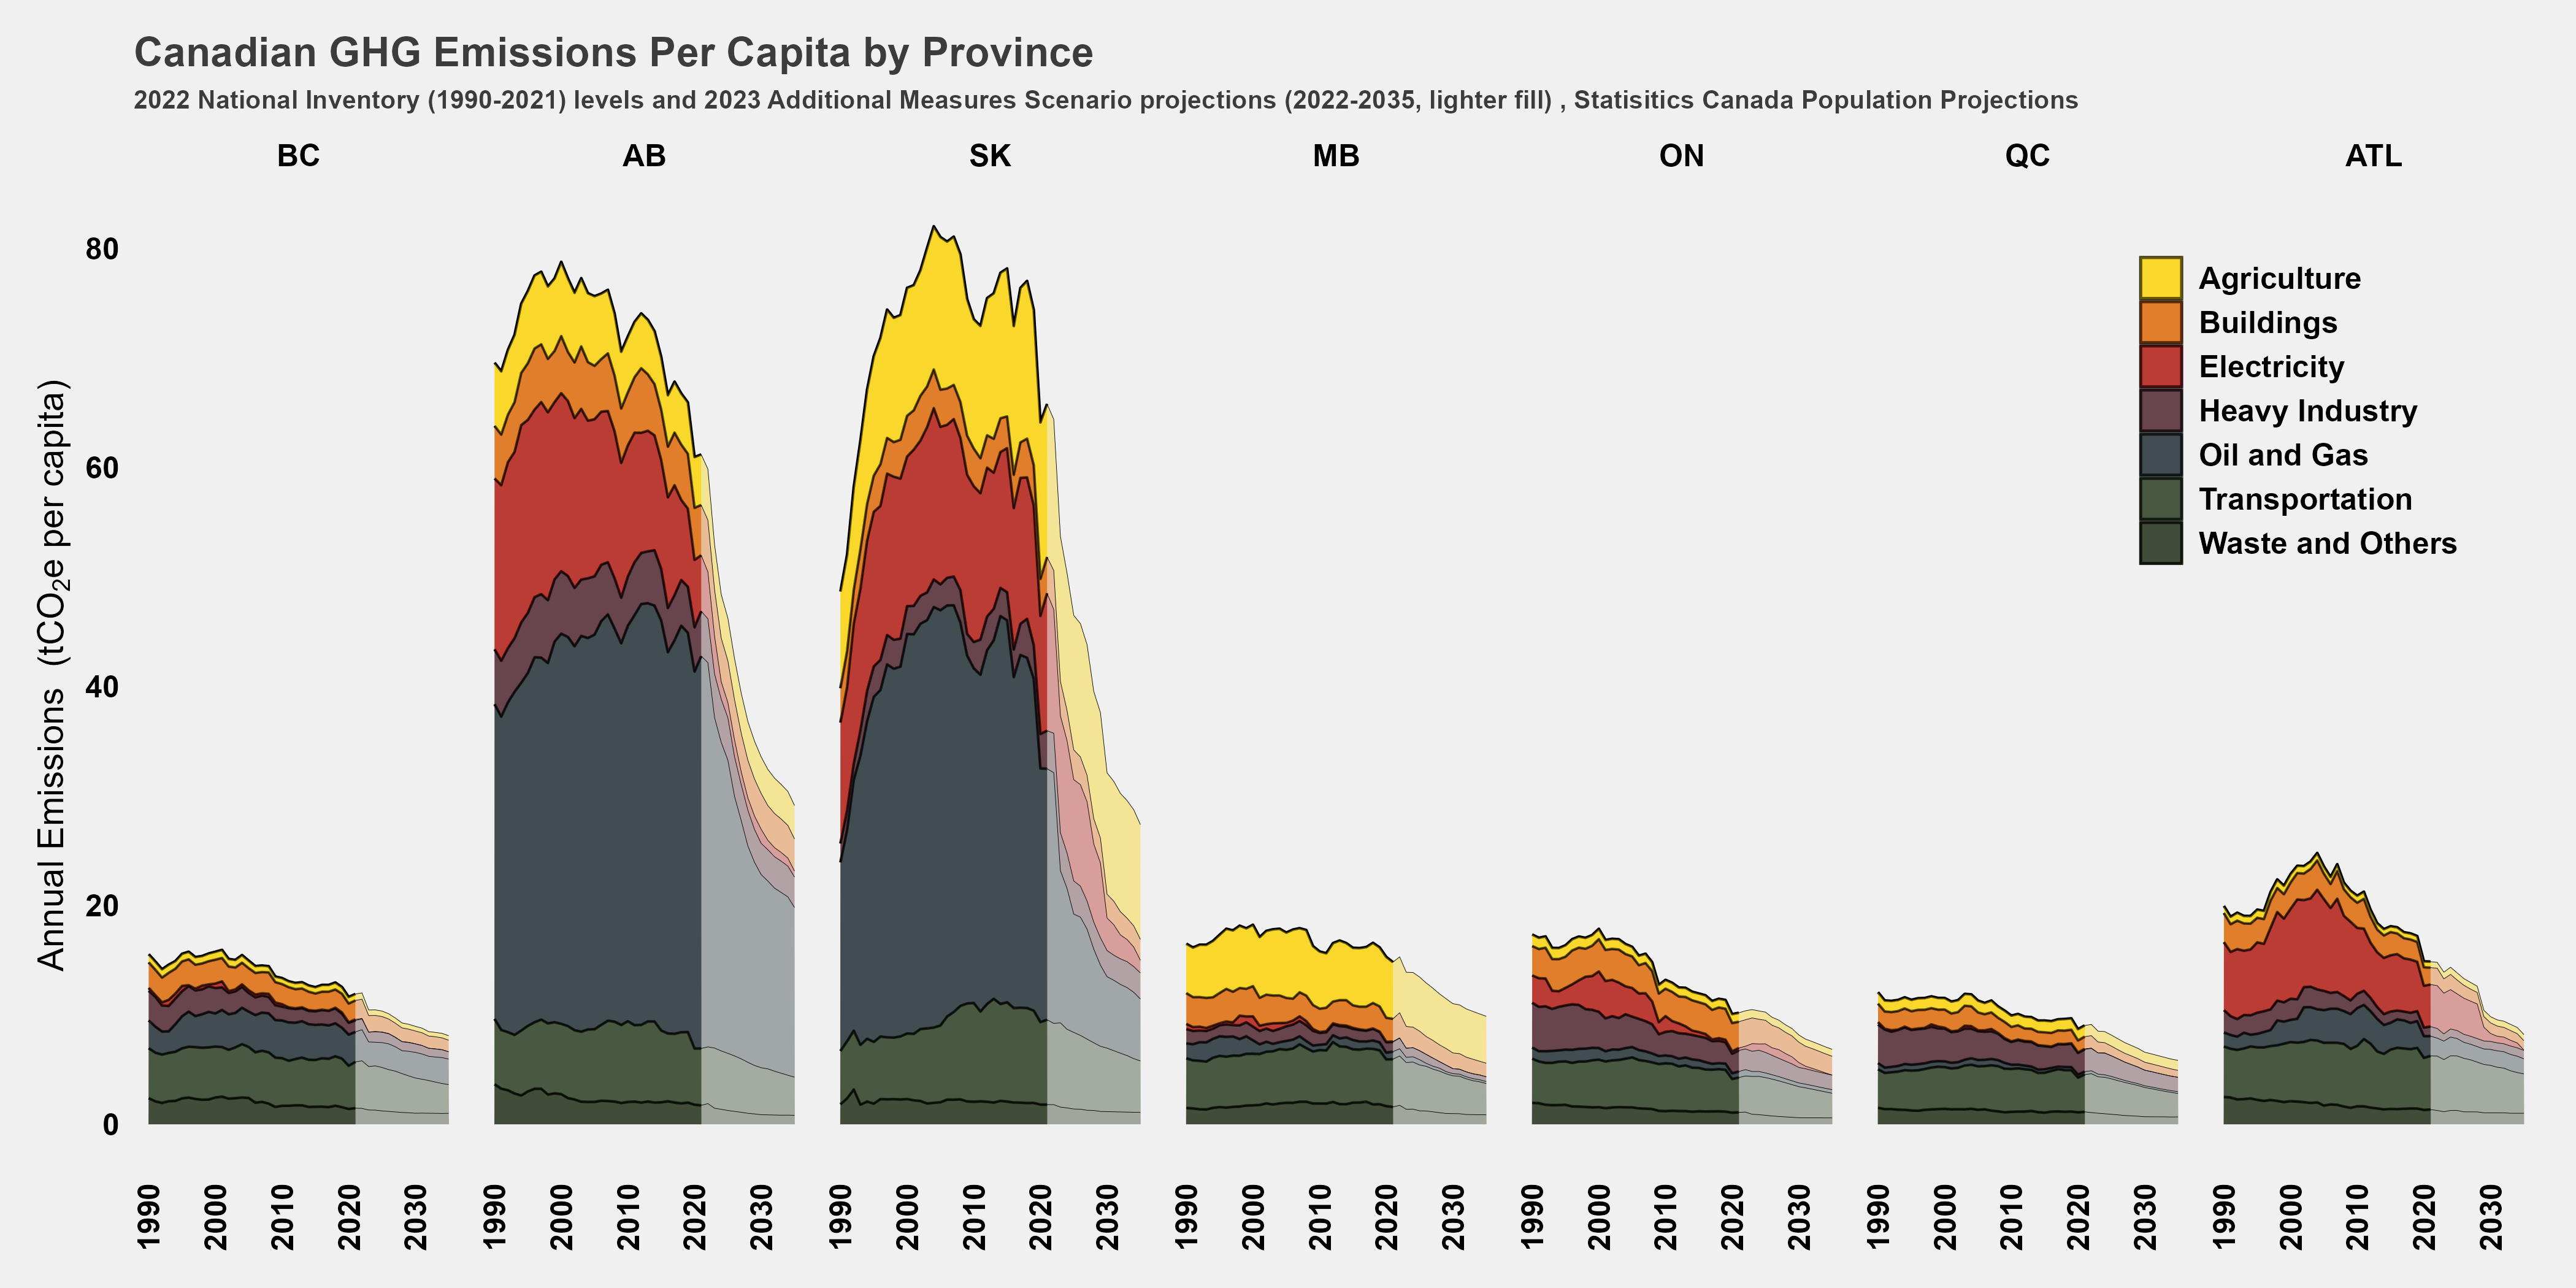 Canadian GHG Emissions Per Capita by Province
2022 National Inventory (1990-2021) levels and 2023 Additional Measures Scenario projections (2022-2035, lighter fill) , Statisitics Canada Population Projections
BC AB SK MB ON QC ATL
Annual Emissions (tCO₂e per capita)
80
60
40
20
0
Agriculture
Buildings
Electricity
Heavy Industry
Oil and Gas
Transportation
Waste and Others
1990 2000 2010 2020 2030 1990 2000 2010 2020 2030 1990 2000 2010 2020 2030 1990 2000 2010 2020 2030 1990 2000 2010 2020 2030 1990 2000 2010 2020 2030 1990 2000 2010 2020 2030